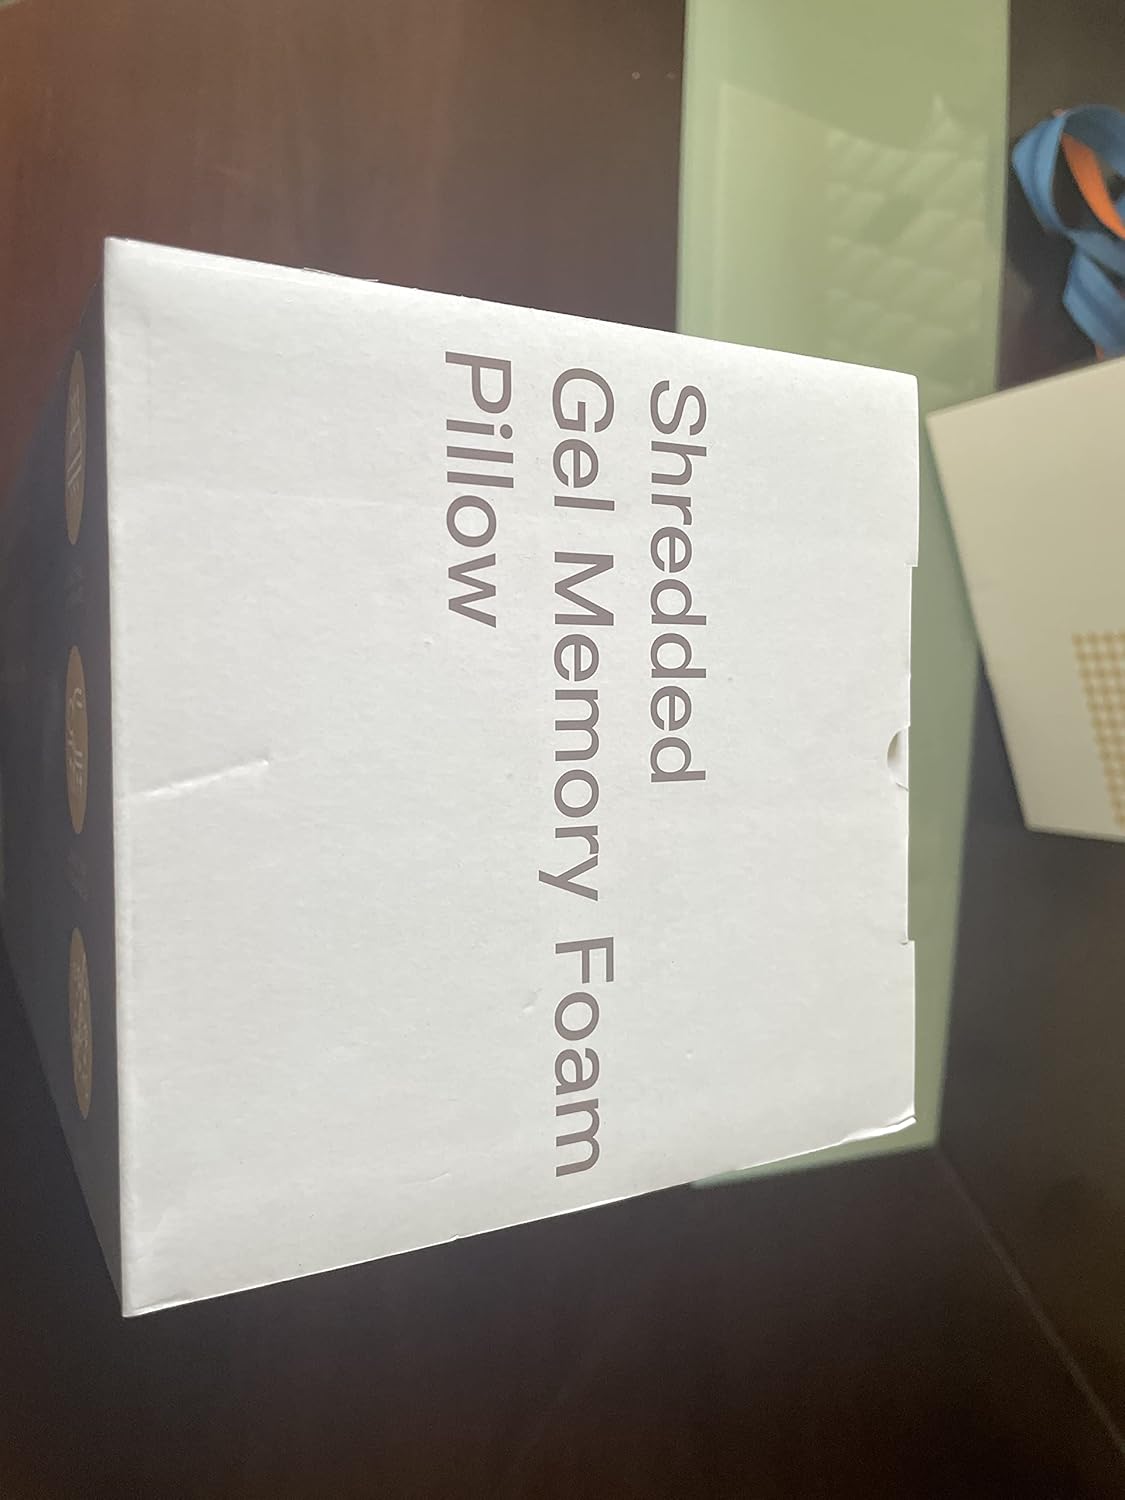 Shredded
Gel Memory Foam
Pillow